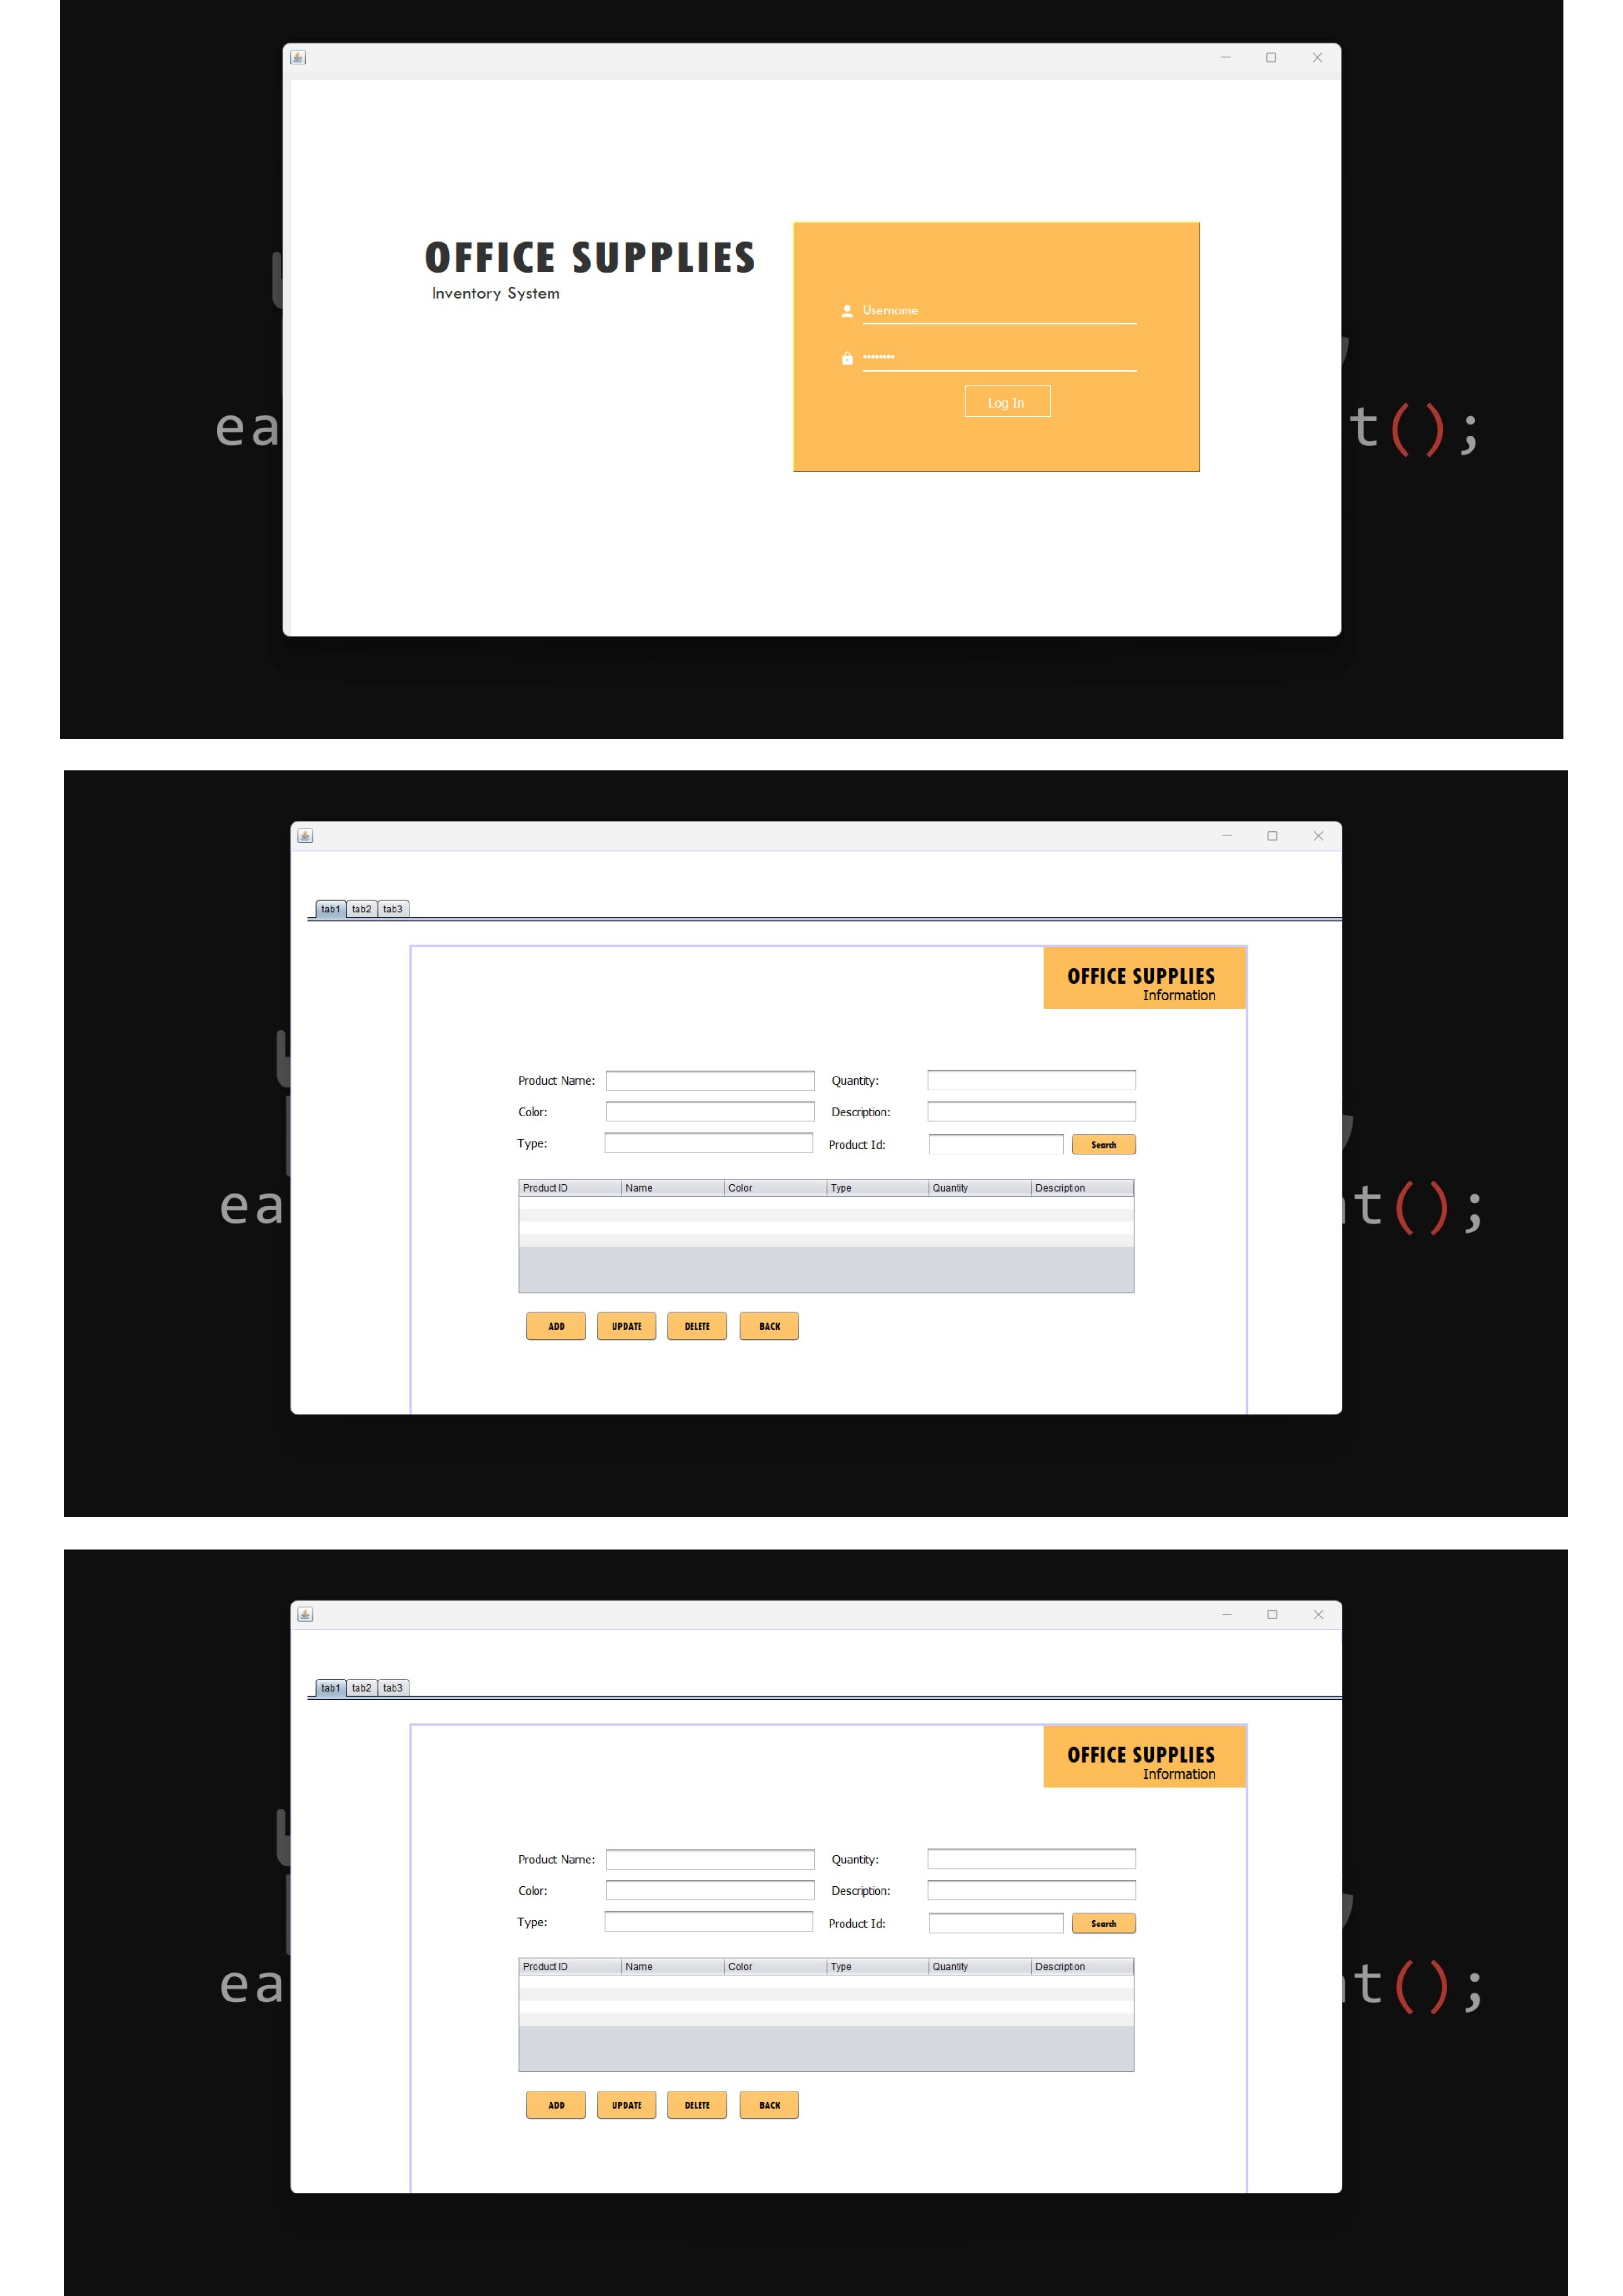 OFFICE SUPPLIES
Inventory System
Username
••••••••
Log In
ea
t();
tab1 tab2 tab3
OFFICE SUPPLIES
Information
Product Name: Quantity:
Color: Description:
Type: Product Id: Search
Product ID Name Color Type Quantity Description
ea
t();
ADD UPDATE DELETE BACK
tab1 tab2 tab3
OFFICE SUPPLIES
Information
Product Name: Quantity:
Color: Description:
Type: Product Id: Search
Product ID Name Color Type Quantity Description
ea
t();
ADD UPDATE DELETE BACK